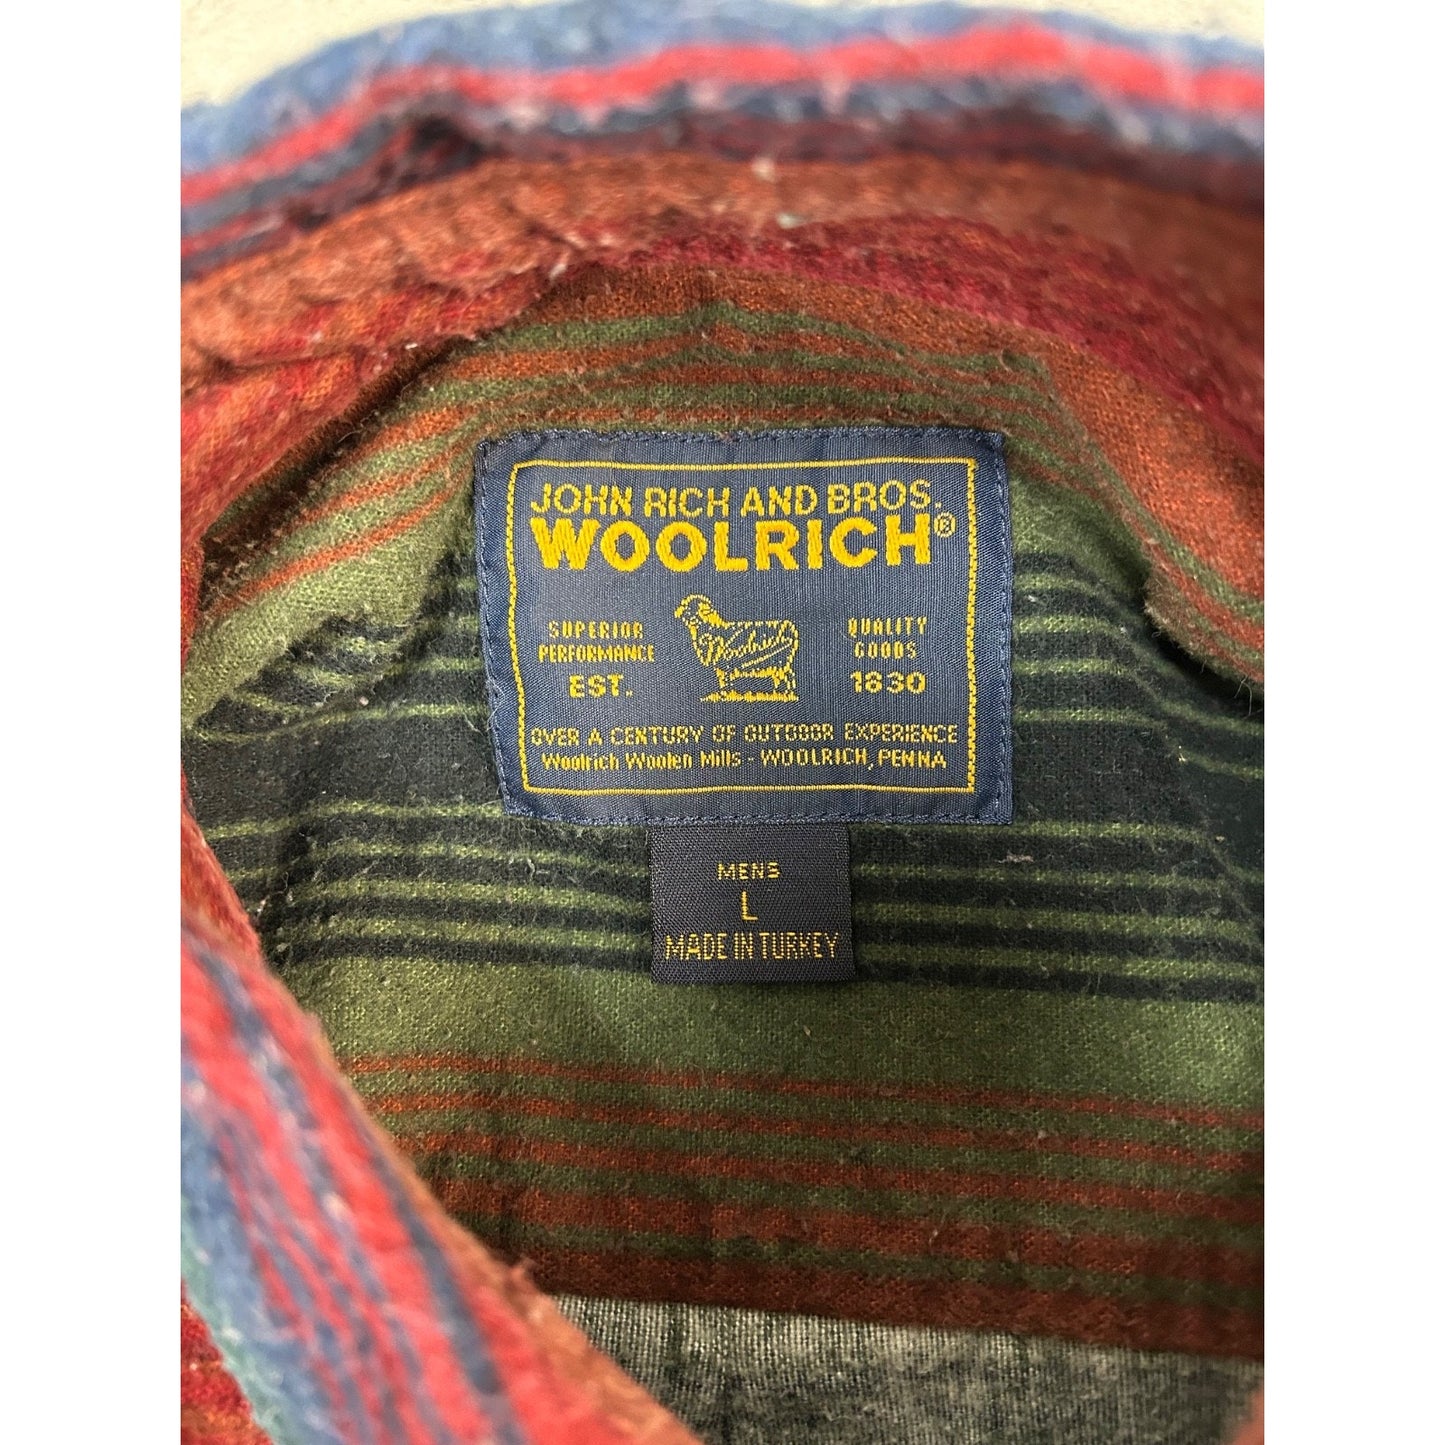 JOHN RICH AND BROS.
WOOLRICH®
SUPERIOR
PERFORMANCE
EST.
Woolrich
QUALITY
GOODS
1830
OVER A CENTURY OF OUTDOOR EXPERIENCE
Woolrich Woolen Mills - WOOLRICH, PENNA
MENS
L
MADE IN TURKEY